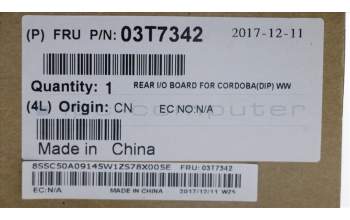 (P) FRU P/N: 03T7342 2017-12-11
Quantity: 1 REAR I/O BOARD FOR CORDOBA(DIP) WW
(4L) Origin: CN EC NO:N/A
Made in China
8SSC50A09145W1ZS78X005E FRU: 03T7342
EC:N/A MADE IN CHINA 2017/12/11